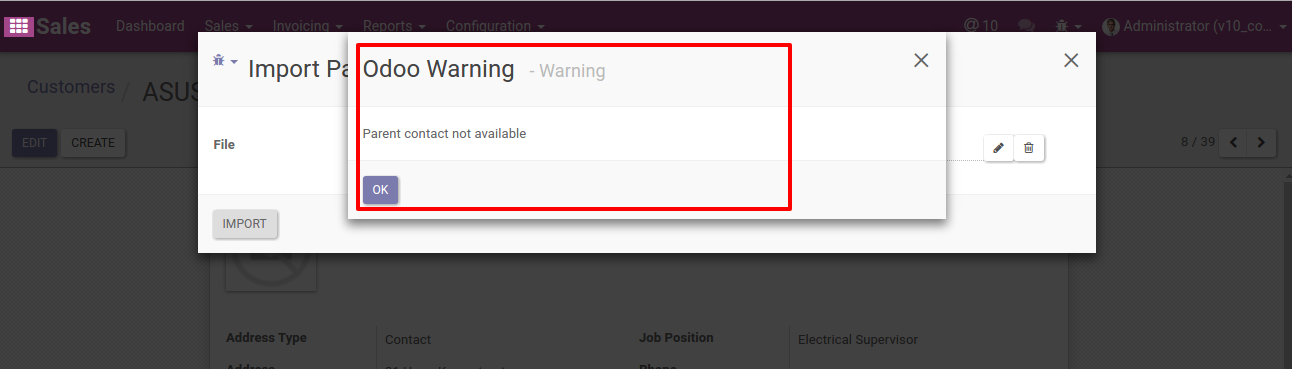 Sales Dashboard Sales Invoicing Reports Configuration @ 10 Administrator (v10_co...
Customers / ASUS
EDIT CREATE
8 / 39
Import Pa
Odoo Warning - Warning
File
Parent contact not available
OK
IMPORT
Address Type Contact Job Position Electrical Supervisor
Address
Phone